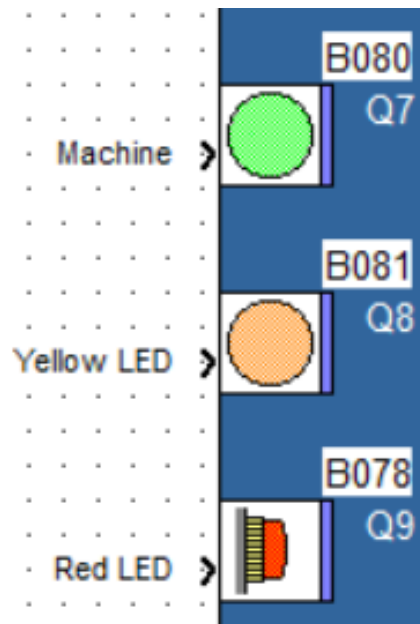 B080
Q7
Machine
B081
Q8
Yellow LED
B078
Q9
Red LED